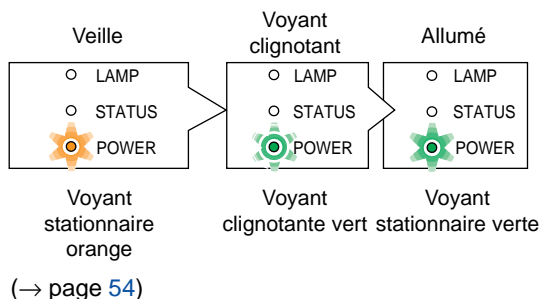 Veille
Voyant
clignotant
Allumé
LAMP
STATUS
POWER
LAMP
STATUS
POWER
LAMP
STATUS
POWER
Voyant
stationnaire
orange
Voyant
clignotante vert
Voyant
stationnaire verte
(→ page 54)